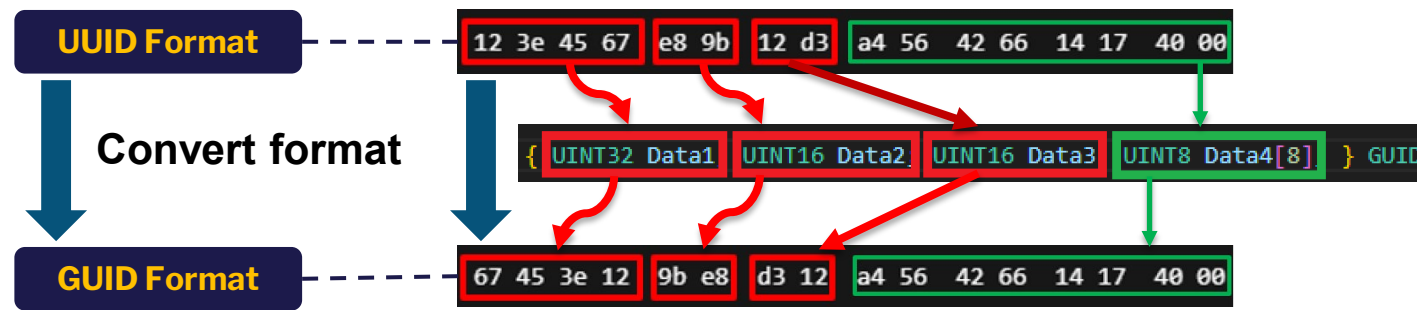 UUID Format
12 3e 45 67 e8 9b 12 d3 a4 56 42 66 14 17 40 00
Convert format
{ UINT32 Data1 UINT16 Data2 UINT16 Data3 UINT8 Data4[8] } GUID
GUID Format
67 45 3e 12 9b e8 d3 12 a4 56 42 66 14 17 40 00